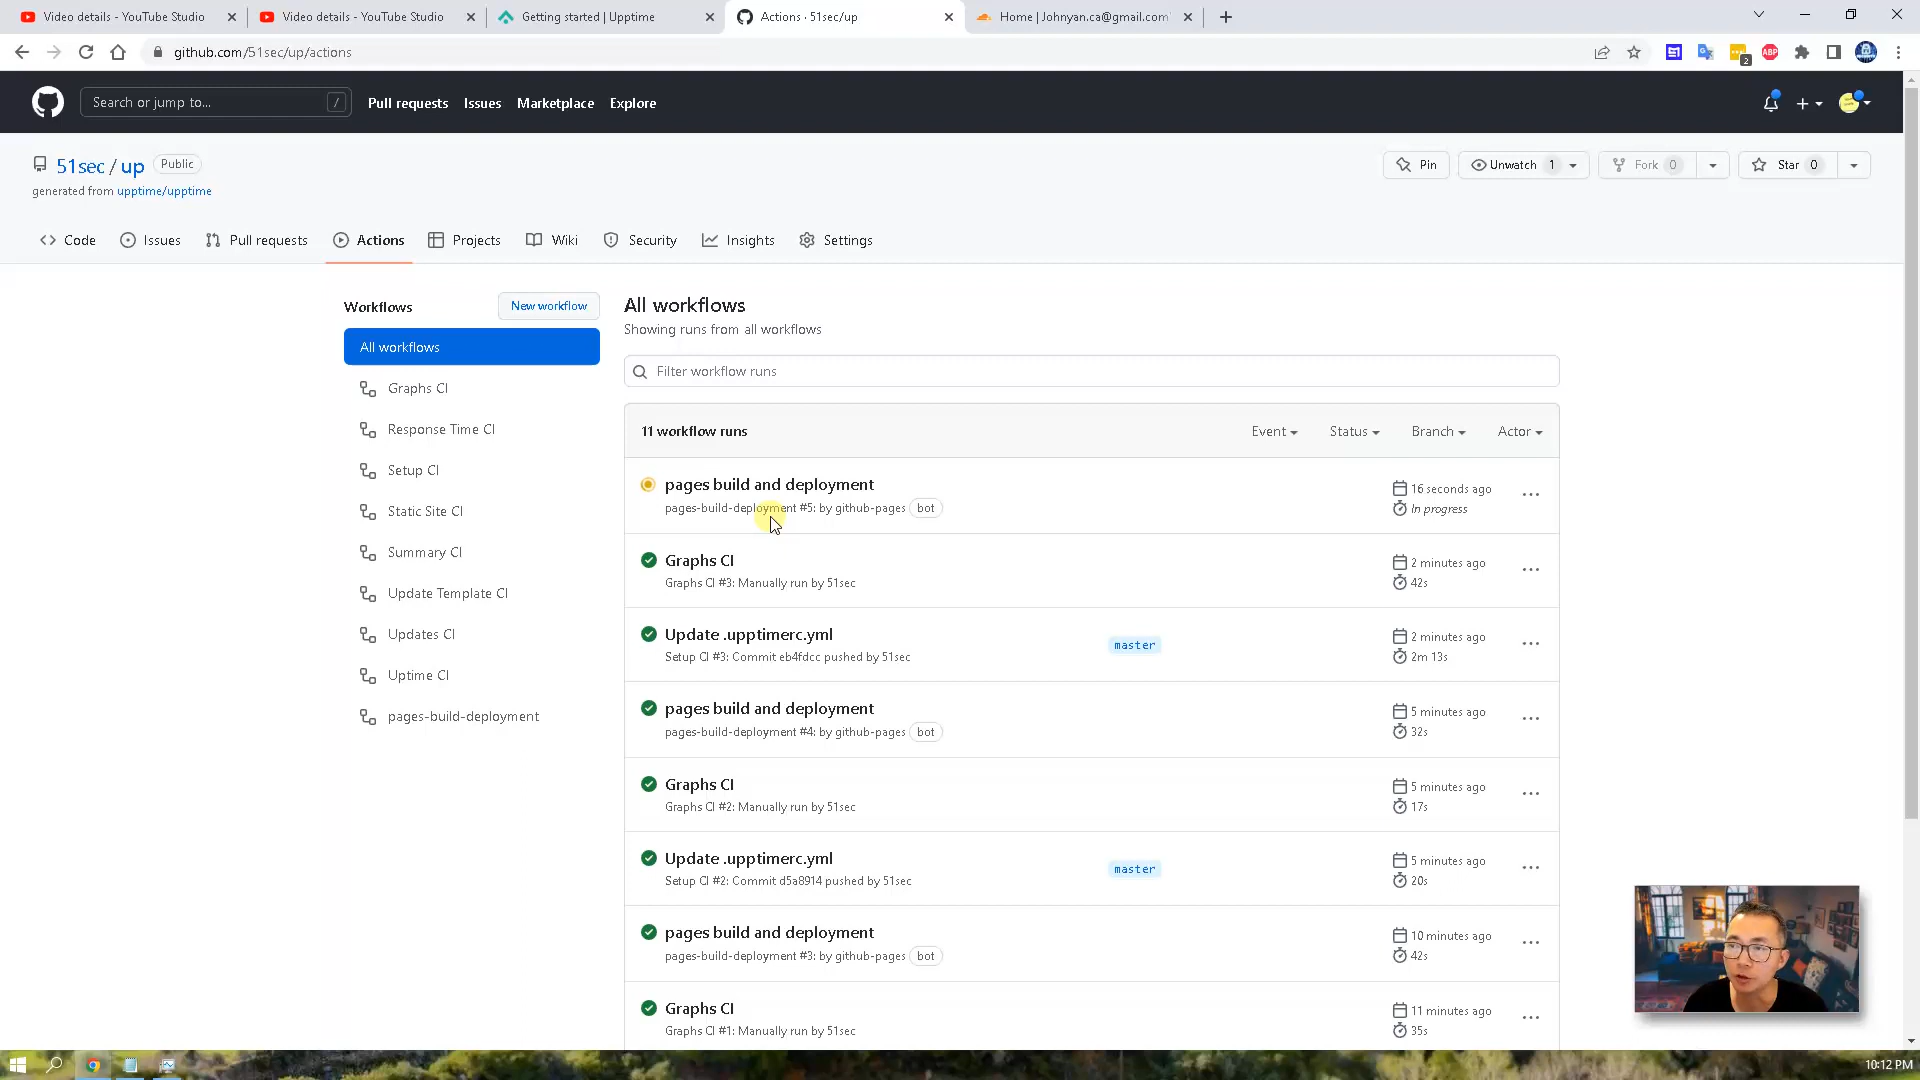 Video details - YouTube Studio
Video details - YouTube Studio
Getting started | Upptime
Actions · 51sec/up
Home | Johnyan.ca@gmail.com'
github.com/51sec/up/actions
2
ABP
Search or jump to...
/
Pull requests
Issues
Marketplace
Explore
51sec / up
Public
generated from upptime/upptime
Pin
Unwatch 1
Fork 0
Star 0
Code
Issues
Pull requests
Actions
Projects
Wiki
Security
Insights
Settings
Workflows
New workflow
All workflows
Graphs CI
Response Time CI
Setup CI
Static Site CI
Summary CI
Update Template CI
Updates CI
Uptime CI
pages-build-deployment
All workflows
Showing runs from all workflows
Filter workflow runs
11 workflow runs
Event
Status
Branch
Actor
pages build and deployment
pages-build-deployment #5: by github-pages bot
16 seconds ago
In progress
Graphs CI
Graphs CI #3: Manually run by 51sec
2 minutes ago
42s
Update .upptimerc.yml
Setup CI #3: Commit eb4fdcc pushed by 51sec
master
2 minutes ago
2m 13s
pages build and deployment
pages-build-deployment #4: by github-pages bot
5 minutes ago
32s
Graphs CI
Graphs CI #2: Manually run by 51sec
5 minutes ago
17s
Update .upptimerc.yml
Setup CI #2: Commit d5a8914 pushed by 51sec
master
5 minutes ago
20s
pages build and deployment
pages-build-deployment #3: by github-pages bot
10 minutes ago
42s
Graphs CI
Graphs CI #1: Manually run by 51sec
11 minutes ago
35s
10:12 PM